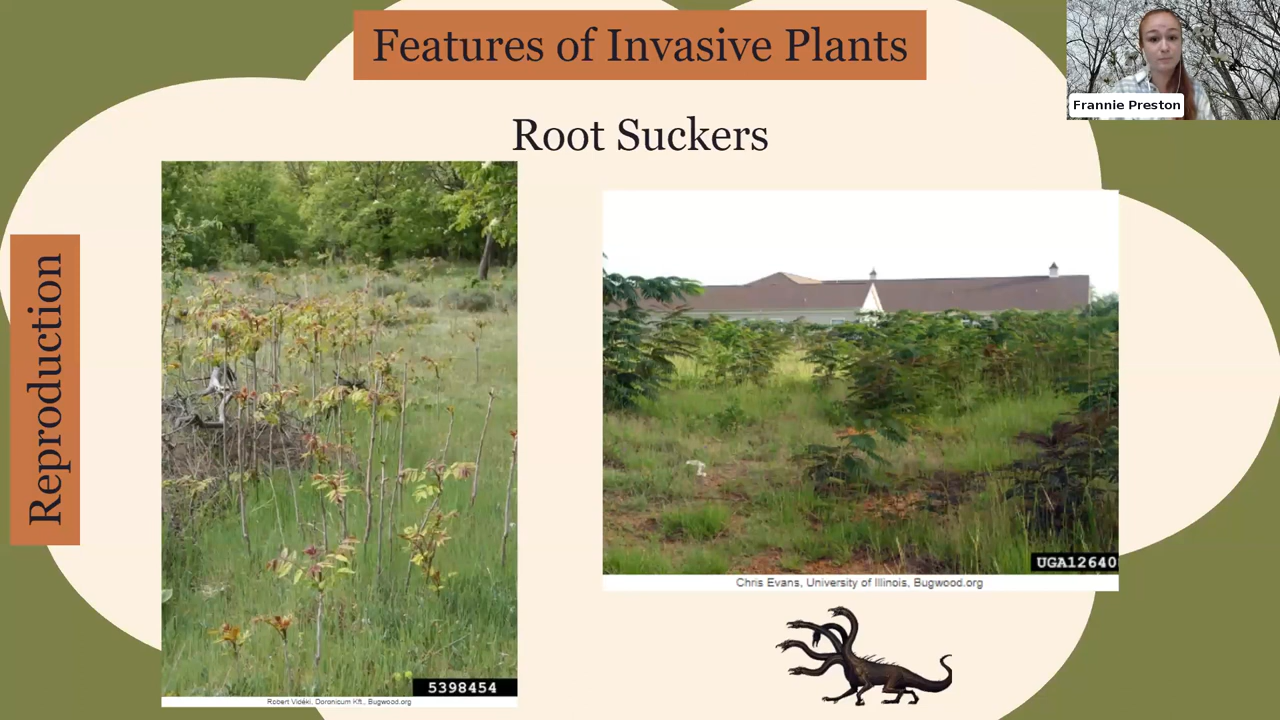 Features of Invasive Plants
Frannie Preston
Root Suckers
Reproduction
UGA12640
Chris Evans, University of Illinois, Bugwood.org
5398454
Robert Vidéki, Doronicum Kft., Bugwood.org